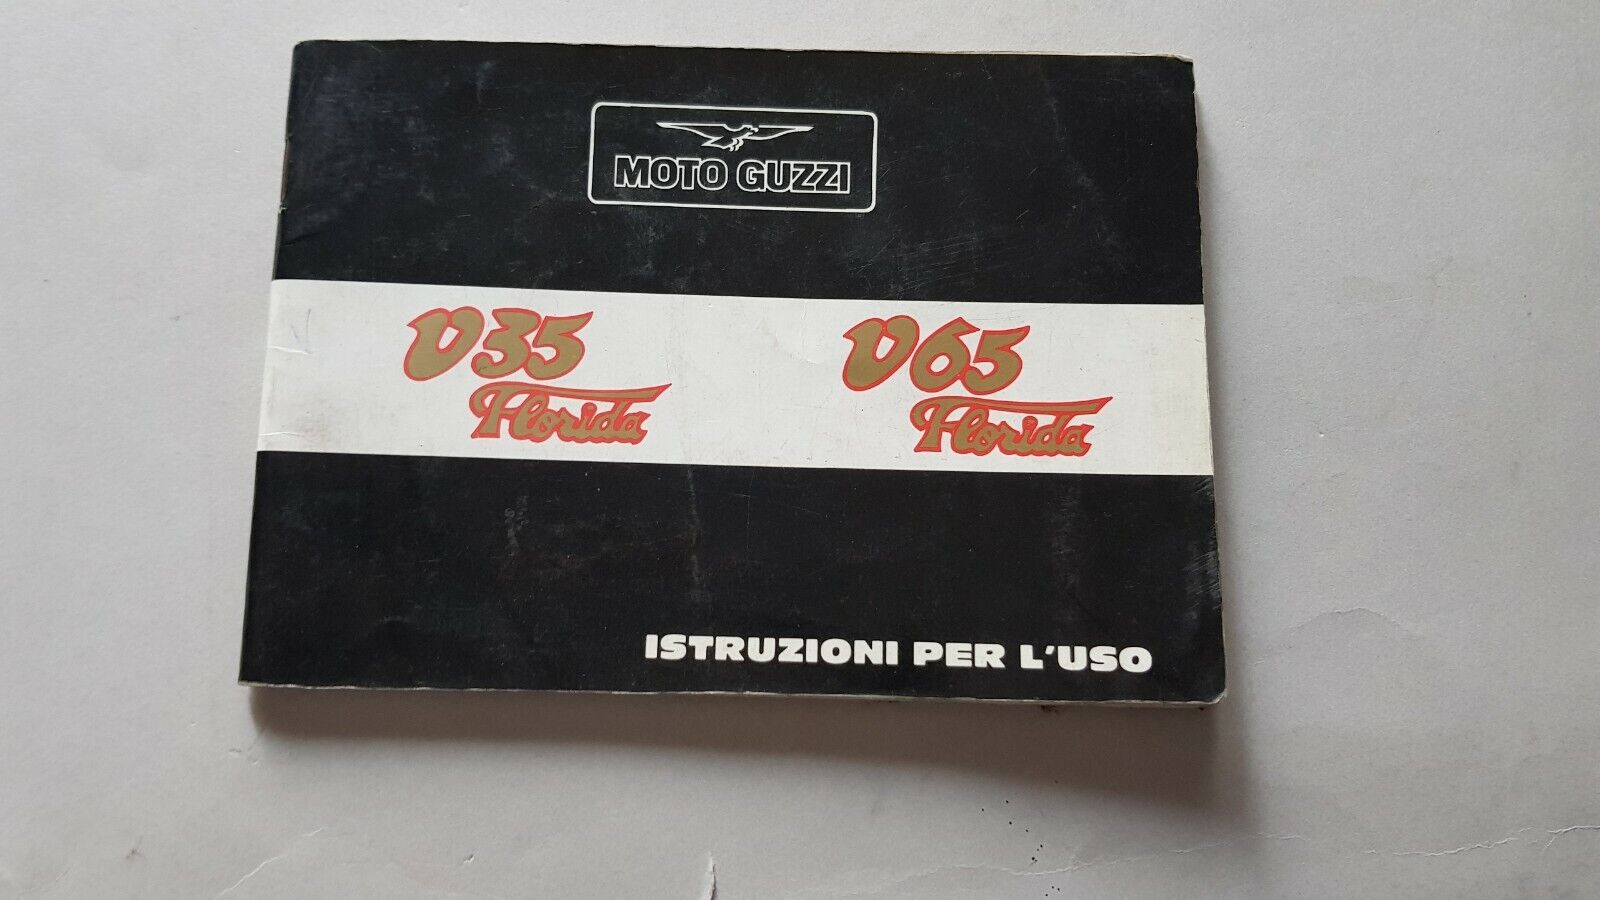 MOTO GUZZI
V35 V65
Florida Florida
ISTRUZIONI PER L'USO